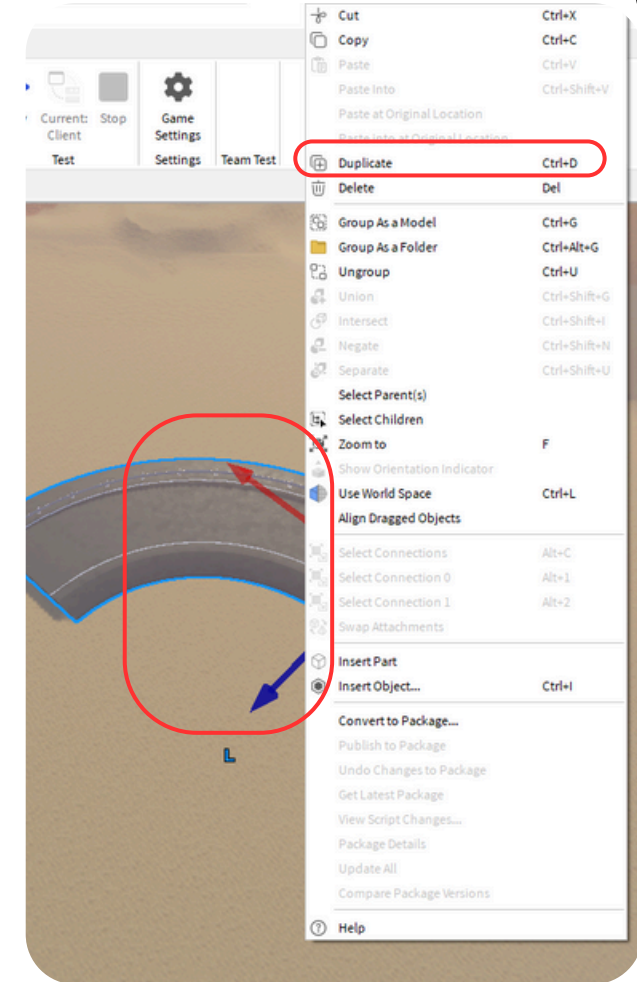 Cut Ctrl+X
Copy Ctrl+C
Paste Ctrl+V
Paste Into Ctrl+Shift+V
Paste at Original Location
Paste Into at Original Location
Duplicate Ctrl+D
Delete Del
Group As a Model Ctrl+G
Group As a Folder Ctrl+Alt+G
Ungroup Ctrl+U
Union Ctrl+Shift+G
Intersect Ctrl+Shift+I
Negate Ctrl+Shift+N
Separate Ctrl+Shift+U
Select Parent(s)
Select Children
Zoom to F
Show Orientation Indicator
Use World Space Ctrl+L
Align Dragged Objects
Select Connections Alt+C
Select Connection 0 Alt+1
Select Connection 1 Alt+2
Swap Attachments
Insert Part
Insert Object... Ctrl+I
Convert to Package...
Publish to Package
Undo Changes to Package
Get Latest Package
View Script Changes...
Package Details
Update All
Compare Package Versions
Help
Current:
Client
Stop
Game
Settings
Test
Settings
Team Test
L